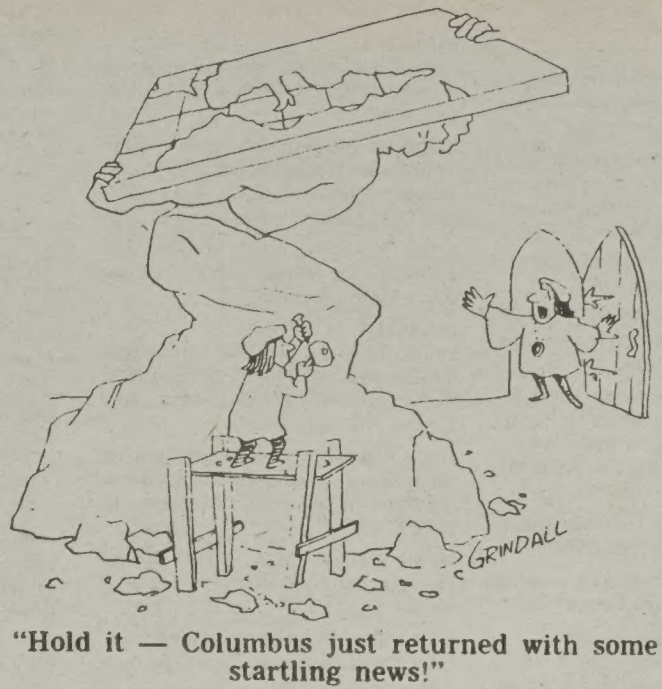 GRINDALL
"Hold it — Columbus just returned with some
startling news!"